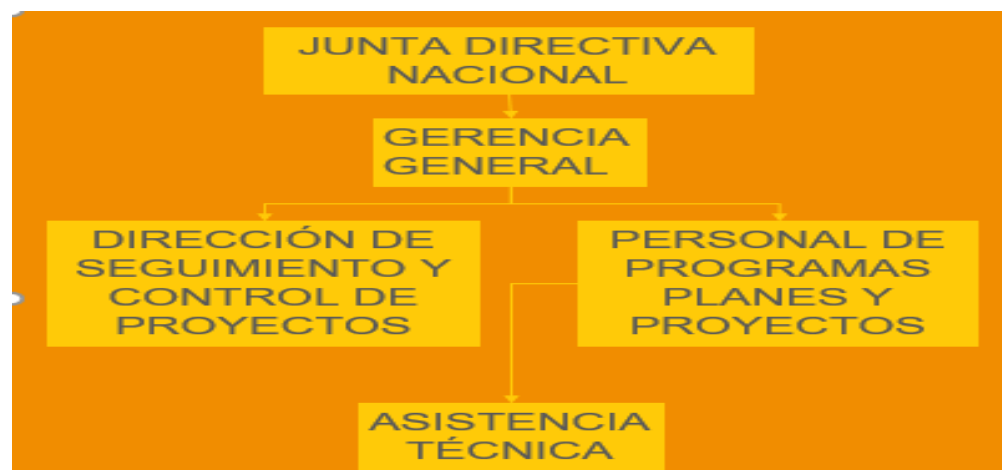 JUNTA DIRECTIVA
NACIONAL
GERENCIA
GENERAL
DIRECCIÓN DE
SEGUIMIENTO Y
CONTROL DE
PROYECTOS
PERSONAL DE
PROGRAMAS
PLANES Y
PROYECTOS
ASISTENCIA
TÉCNICA